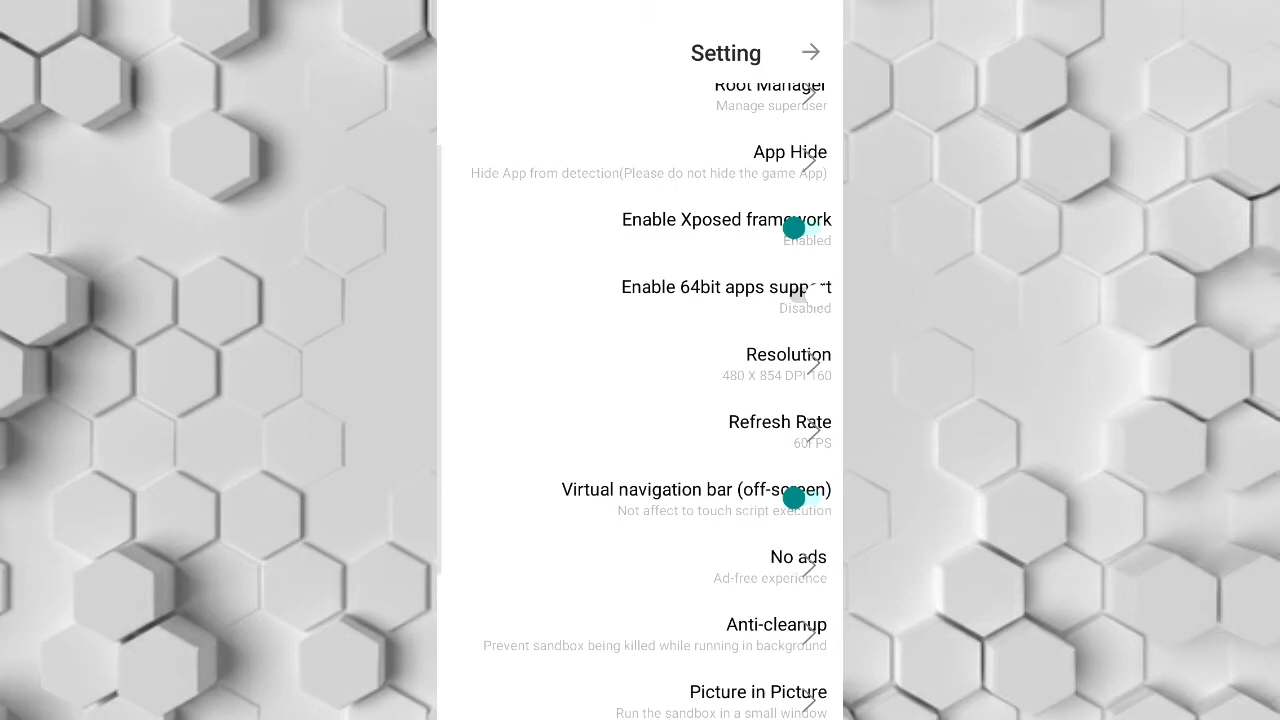 Setting
Root Manager
Manage superuser
App Hide
Hide App from detection(Please do not hide the game App)
Enable Xposed framework
Enabled
Enable 64bit apps support
Disabled
Resolution
480 X 854 DPI 160
Refresh Rate
60FPS
Virtual navigation bar (off-screen)
Not affect to touch script execution
No ads
Ad-free experience
Anti-cleanup
Prevent sandbox being killed while running in background
Picture in Picture
Run the sandbox in a small window